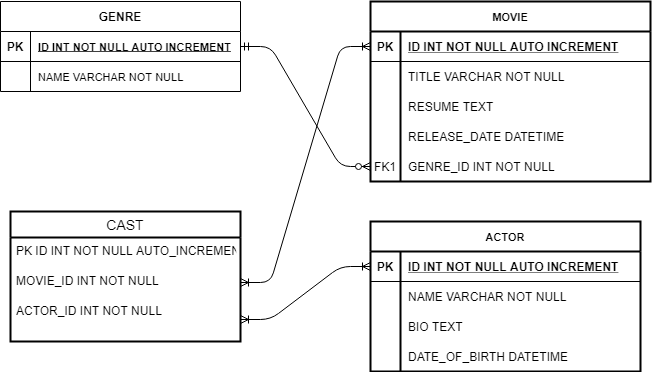 GENRE
PK ID INT NOT NULL AUTO INCREMENT
NAME VARCHAR NOT NULL
MOVIE
PK ID INT NOT NULL AUTO INCREMENT
TITLE VARCHAR NOT NULL
RESUME TEXT
RELEASE_DATE DATETIME
FK1 GENRE_ID INT NOT NULL
CAST
PK ID INT NOT NULL AUTO_INCREMEN
MOVIE_ID INT NOT NULL
ACTOR_ID INT NOT NULL
ACTOR
PK ID INT NOT NULL AUTO INCREMENT
NAME VARCHAR NOT NULL
BIO TEXT
DATE_OF_BIRTH DATETIME